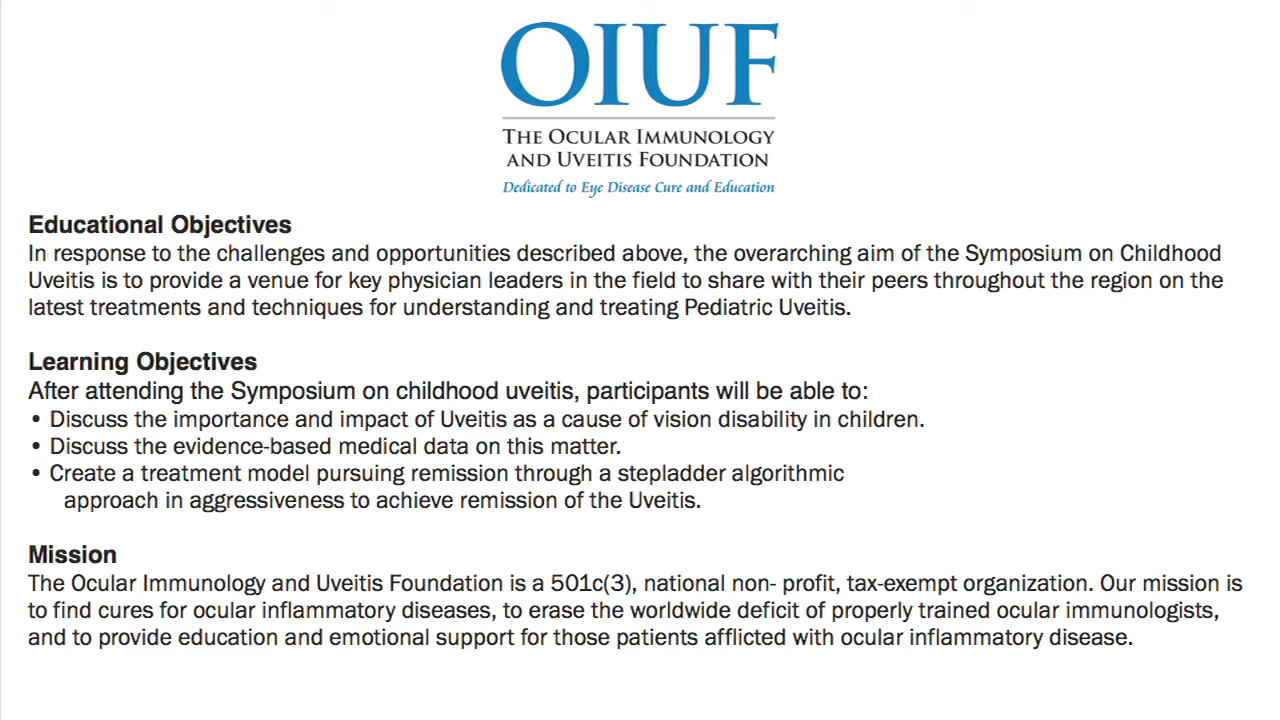 OIUF
THE OCULAR IMMUNOLOGY
AND UVEITIS FOUNDATION
Dedicated to Eye Disease Cure and Education
Educational Objectives
In response to the challenges and opportunities described above, the overarching aim of the Symposium on Childhood
Uveitis is to provide a venue for key physician leaders in the field to share with their peers throughout the region on the
latest treatments and techniques for understanding and treating Pediatric Uveitis.
Learning Objectives
After attending the Symposium on childhood uveitis, participants will be able to:
• Discuss the importance and impact of Uveitis as a cause of vision disability in children.
• Discuss the evidence-based medical data on this matter.
• Create a treatment model pursuing remission through a stepladder algorithmic
approach in aggressiveness to achieve remission of the Uveitis.
Mission
The Ocular Immunology and Uveitis Foundation is a 501c(3), national non- profit, tax-exempt organization. Our mission is
to find cures for ocular inflammatory diseases, to erase the worldwide deficit of properly trained ocular immunologists,
and to provide education and emotional support for those patients afflicted with ocular inflammatory disease.